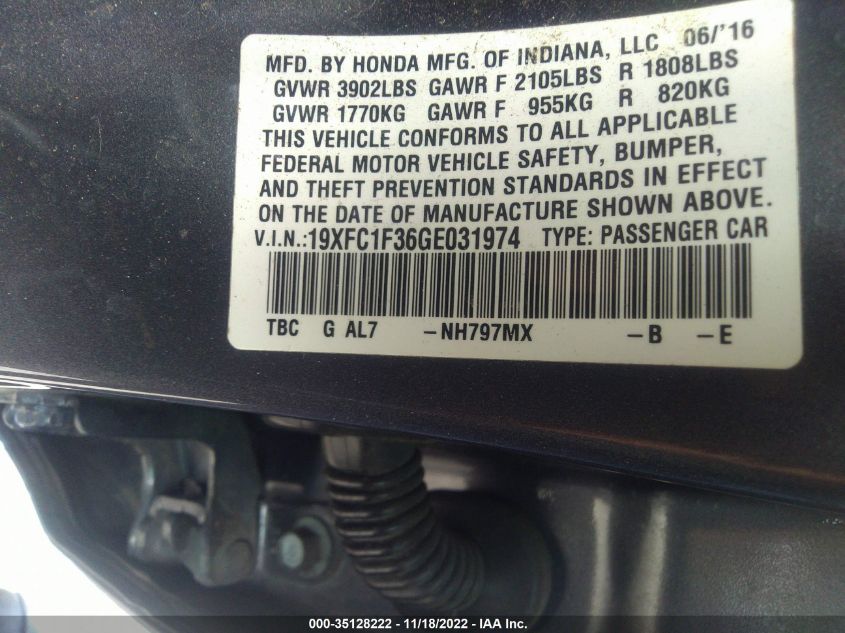 MFD. BY HONDA MFG. OF INDIANA, LLC 06/'16
GVWR 3902LBS GAWR F 2105LBS R 1808LBS
GVWR 1770KG GAWR F 955KG R 820KG
THIS VEHICLE CONFORMS TO ALL APPLICABLE
FEDERAL MOTOR VEHICLE SAFETY, BUMPER,
AND THEFT PREVENTION STANDARDS IN EFFECT
ON THE DATE OF MANUFACTURE SHOWN ABOVE.
V.I.N.:19XFC1F36GE031974 TYPE: PASSENGER CAR
TBC G AL7 -NH797MX -B -E
000-35128222 - 11/18/2022 - IAA Inc.